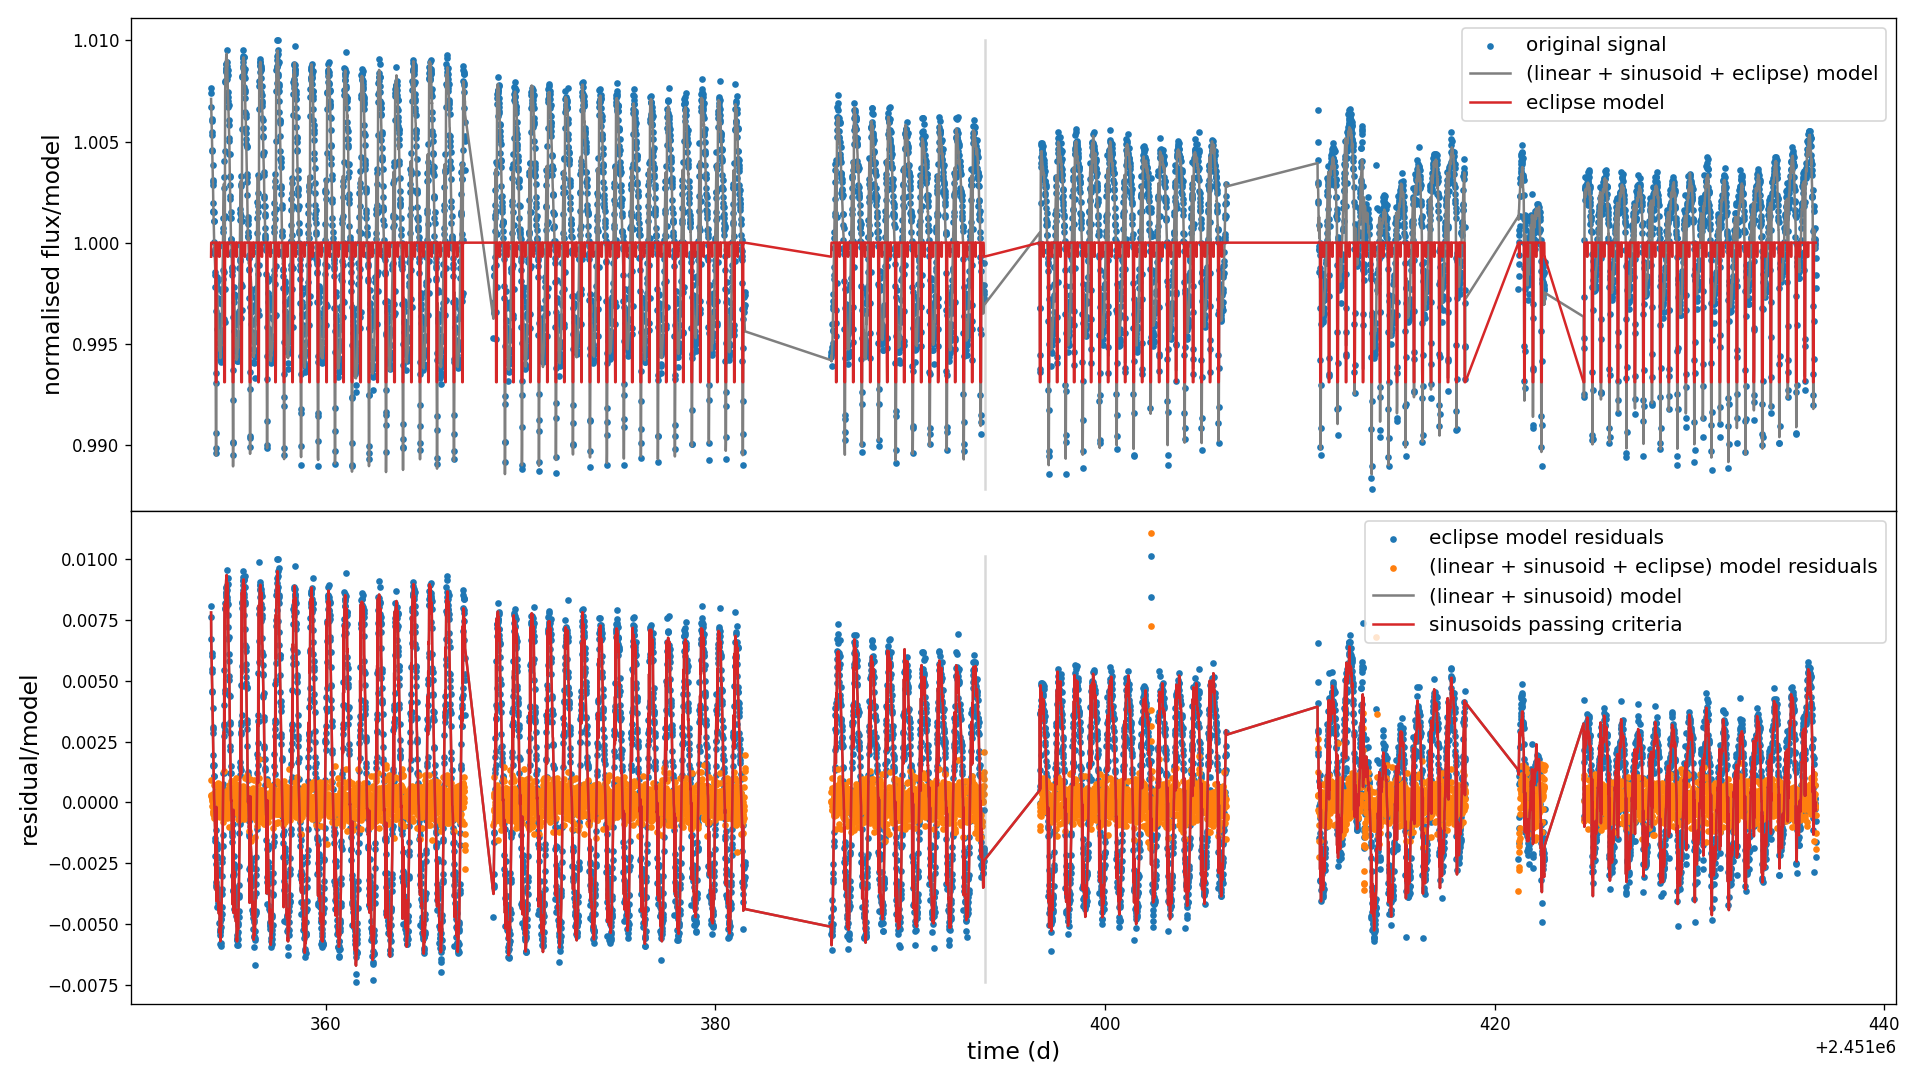 1.010
1.005
1.000
0.995
0.990
normalised flux/model
original signal
(linear + sinusoid + eclipse) model
eclipse model
0.0100
0.0075
0.0050
0.0025
0.0000
−0.0025
−0.0050
−0.0075
residual/model
eclipse model residuals
(linear + sinusoid + eclipse) model residuals
(linear + sinusoid) model
sinusoids passing criteria
360 380 400 420 440
time (d)
+2.451e6